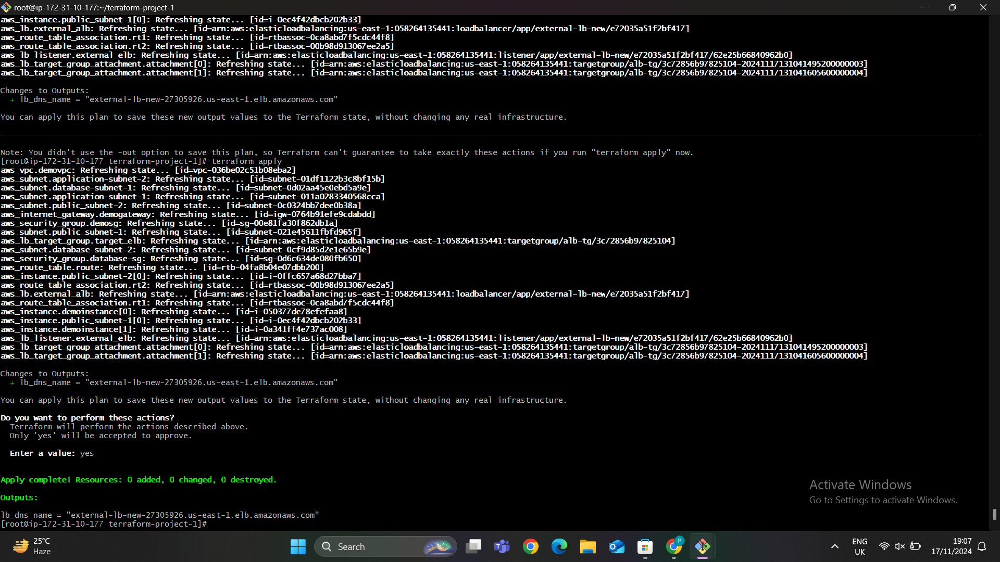 root@ip-172-31-10-177:~/terraform-project-1
aws_instance.public_subnet-1[0]: Refreshing state... [id=i-0ec4f42dbcb202b33]
aws_lb.external_alb: Refreshing state... [id=arn:aws:elasticloadbalancing:us-east-1:058264135441:loadbalancer/app/external-lb-new/e72035a51f2bf417]
aws_route_table_association.rt1: Refreshing state... [id=rtbassoc-0ca8abd7f5cdc44f8]
aws_route_table_association.rt2: Refreshing state... [id=rtbassoc-00b98d913067ee2a5]
aws_lb_listener.external_elb: Refreshing state... [id=arn:aws:elasticloadbalancing:us-east-1:058264135441:listener/app/external-lb-new/e72035a51f2bf417/62e25b66840962b0]
aws_lb_target_group_attachment.attachment[0]: Refreshing state... [id=arn:aws:elasticloadbalancing:us-east-1:058264135441:targetgroup/alb-tg/3c72856b97825104-20241117131041495200000003]
aws_lb_target_group_attachment.attachment[1]: Refreshing state... [id=arn:aws:elasticloadbalancing:us-east-1:058264135441:targetgroup/alb-tg/3c72856b97825104-20241117131041605600000004]
Changes to Outputs:
+ lb_dns_name = "external-lb-new-27305926.us-east-1.elb.amazonaws.com"
You can apply this plan to save these new output values to the Terraform state, without changing any real infrastructure.
Note: You didn't use the -out option to save this plan, so Terraform can't guarantee to take exactly these actions if you run "terraform apply" now.
[root@ip-172-31-10-177 terraform-project-1]# terraform apply
aws_vpc.demovpc: Refreshing state... [id=vpc-036be02c51b08eba2]
aws_subnet.application-subnet-2: Refreshing state... [id=subnet-01df1122b3c8bf15b]
aws_subnet.database-subnet-1: Refreshing state... [id=subnet-0d02aa45e0ebd5a9e]
aws_subnet.application-subnet-1: Refreshing state... [id=subnet-011a0283340568cca]
aws_subnet.public_subnet-2: Refreshing state... [id=subnet-0c0324bb7dee0b38a]
aws_internet_gateway.demogateway: Refreshing state... [id=igw-0764b91efe9cdabdd]
aws_security_group.demosg: Refreshing state... [id=sg-00e81fa30f862db1a]
aws_subnet.public_subnet-1: Refreshing state... [id=subnet-021e45611fbfd965f]
aws_lb_target_group.target_elb: Refreshing state... [id=arn:aws:elasticloadbalancing:us-east-1:058264135441:targetgroup/alb-tg/3c72856b97825104]
aws_subnet.database-subnet-2: Refreshing state... [id=subnet-0cf9d85d2e1e65b9e]
aws_security_group.database-sg: Refreshing state... [id=sg-0d6c634de080fb650]
aws_route_table.route: Refreshing state... [id=rtb-04fa8b04e07dbb200]
aws_instance.public_subnet-2[0]: Refreshing state... [id=i-0ffc657a68d27bba7]
aws_route_table_association.rt2: Refreshing state... [id=rtbassoc-00b98d913067ee2a5]
aws_lb.external_alb: Refreshing state... [id=arn:aws:elasticloadbalancing:us-east-1:058264135441:loadbalancer/app/external-lb-new/e72035a51f2bf417]
aws_route_table_association.rt1: Refreshing state... [id=rtbassoc-0ca8abd7f5cdc44f8]
aws_instance.demoinstance[0]: Refreshing state... [id=i-050377de78efefaa8]
aws_instance.public_subnet-1[0]: Refreshing state... [id=i-0ec4f42dbcb202b33]
aws_instance.demoinstance[1]: Refreshing state... [id=i-0a341ff4e737ac008]
aws_lb_listener.external_elb: Refreshing state... [id=arn:aws:elasticloadbalancing:us-east-1:058264135441:listener/app/external-lb-new/e72035a51f2bf417/62e25b66840962b0]
aws_lb_target_group_attachment.attachment[0]: Refreshing state... [id=arn:aws:elasticloadbalancing:us-east-1:058264135441:targetgroup/alb-tg/3c72856b97825104-20241117131041495200000003]
aws_lb_target_group_attachment.attachment[1]: Refreshing state... [id=arn:aws:elasticloadbalancing:us-east-1:058264135441:targetgroup/alb-tg/3c72856b97825104-20241117131041605600000004]
Changes to Outputs:
+ lb_dns_name = "external-lb-new-27305926.us-east-1.elb.amazonaws.com"
You can apply this plan to save these new output values to the Terraform state, without changing any real infrastructure.
Do you want to perform these actions?
Terraform will perform the actions described above.
Only 'yes' will be accepted to approve.
Enter a value: yes
Apply complete! Resources: 0 added, 0 changed, 0 destroyed.
Outputs:
lb_dns_name = "external-lb-new-27305926.us-east-1.elb.amazonaws.com"
[root@ip-172-31-10-177 terraform-project-1]#
Activate Windows
Go to Settings to activate Windows.
25°C
Haze
Search
P
ENG
UK
19:07
17/11/2024